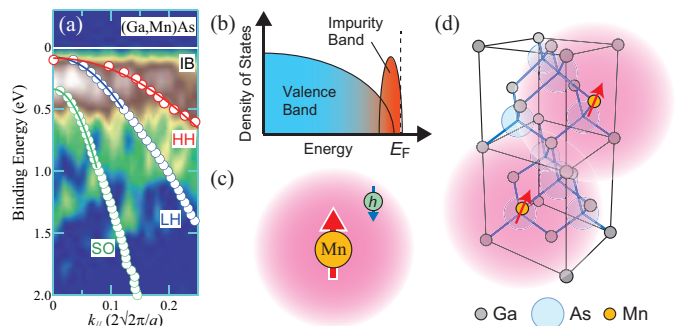 (a)
(Ga,Mn)As
IB
HH
LH
SO
Binding Energy (eV)
0
0.5
1.0
1.5
2.0
0
0.1
0.2
k// (2√2π/a)
(b)
Impurity
Band
Valence
Band
Density of States
Energy
E_F
(c)
Mn
h
(d)
Ga
As
Mn